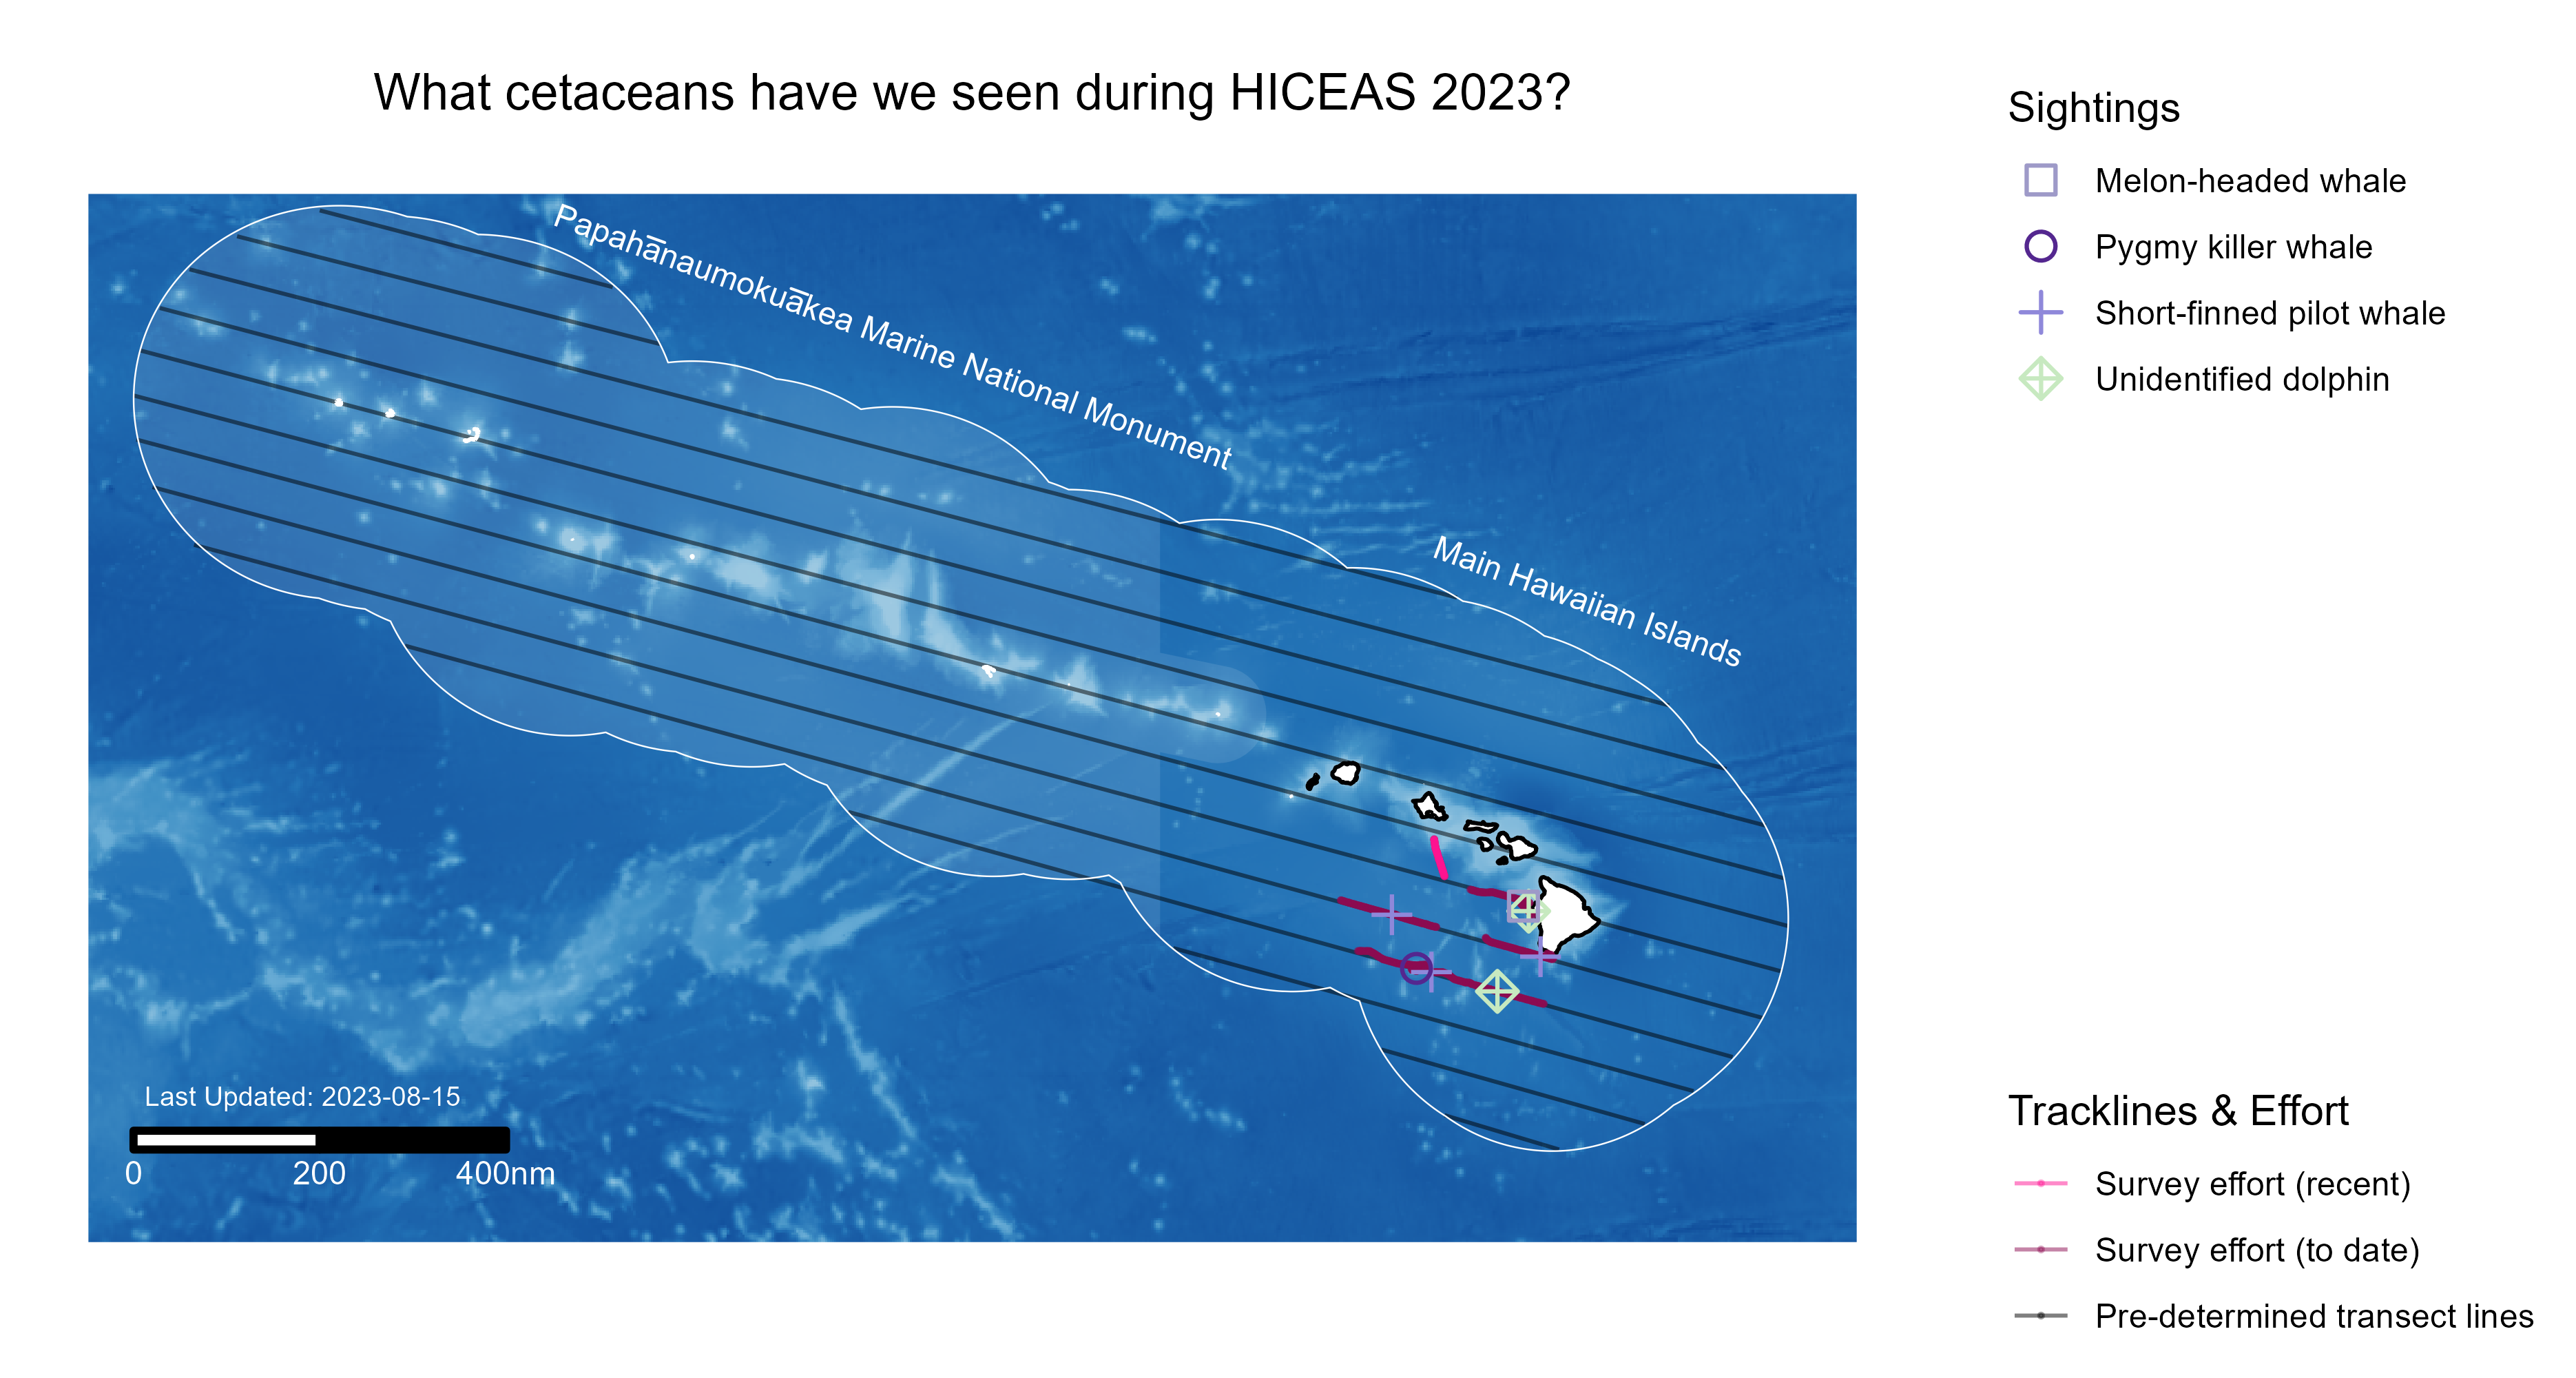 What cetaceans have we seen during HICEAS 2023?
Sightings
Melon-headed whale
Pygmy killer whale
Short-finned pilot whale
Unidentified dolphin
Papahānaumokuākea Marine National Monument
Main Hawaiian Islands
Last Updated: 2023-08-15
0 200 400nm
Tracklines & Effort
Survey effort (recent)
Survey effort (to date)
Pre-determined transect lines